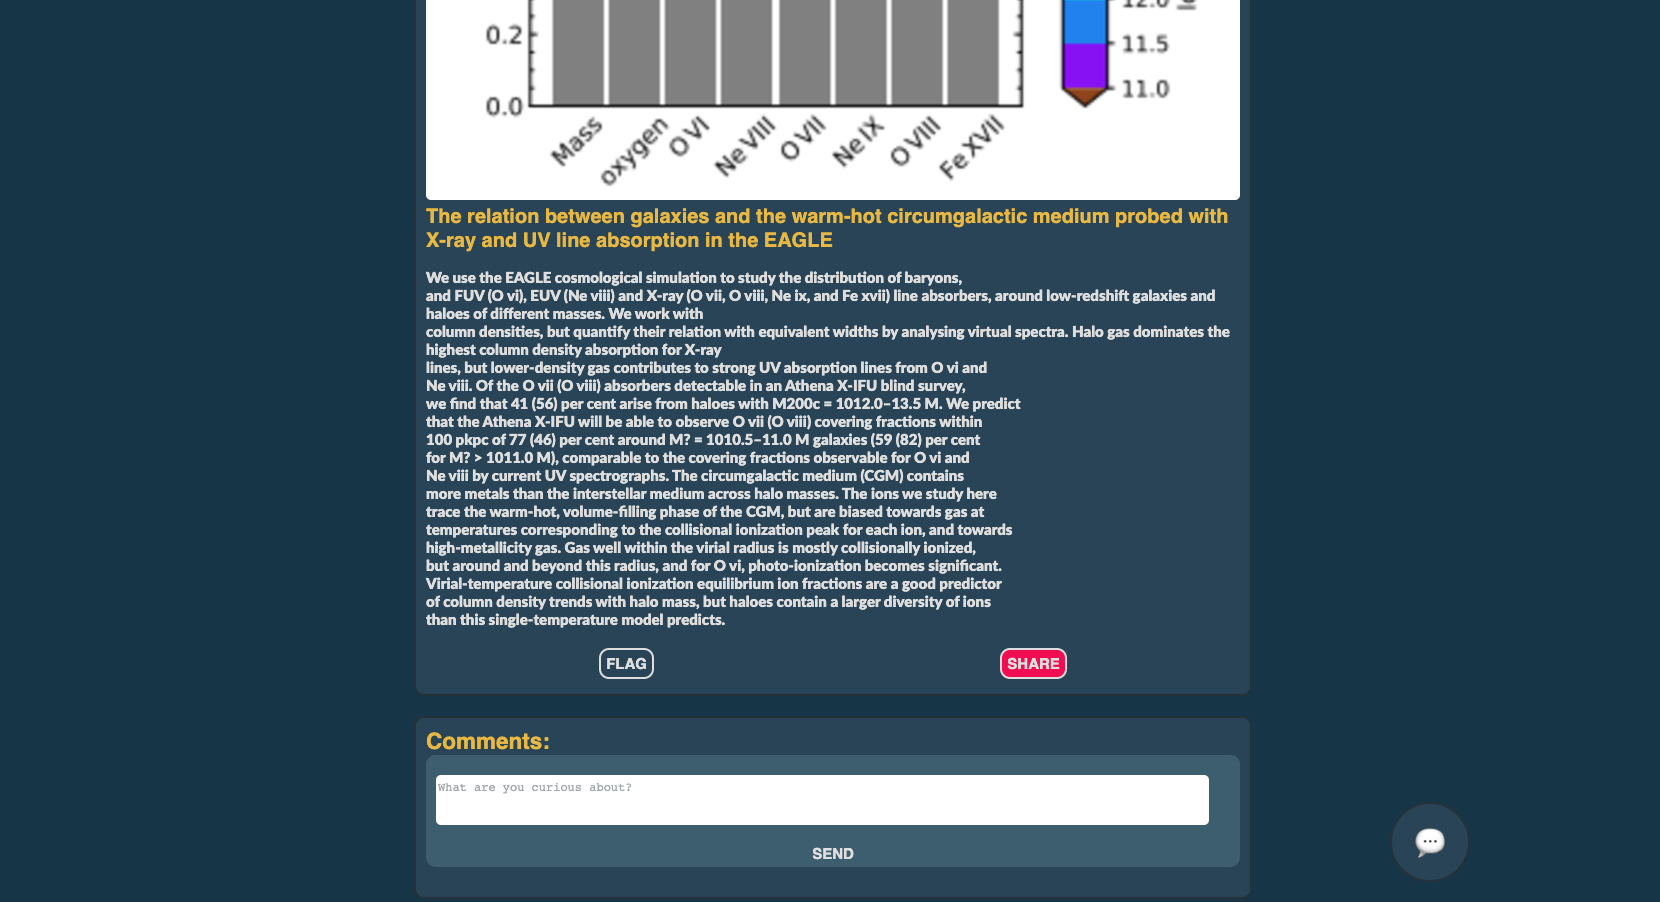 12.0
0.2
11.5
11.0
0.0
Mass
oxygen
O VI
Ne VIII
O VII
Ne IX
O VIII
Fe XVII
The relation between galaxies and the warm-hot circumgalactic medium probed with
X-ray and UV line absorption in the EAGLE
We use the EAGLE cosmological simulation to study the distribution of baryons,
and FUV (O vi), EUV (Ne viii) and X-ray (O vii, O viii, Ne ix, and Fe xvii) line absorbers, around low-redshift galaxies and
haloes of different masses. We work with
column densities, but quantify their relation with equivalent widths by analysing virtual spectra. Halo gas dominates the
highest column density absorption for X-ray
lines, but lower-density gas contributes to strong UV absorption lines from O vi and
Ne viii. Of the O vii (O viii) absorbers detectable in an Athena X-IFU blind survey,
we find that 41 (56) per cent arise from haloes with M200c = 1012.0–13.5 M. We predict
that the Athena X-IFU will be able to observe O vii (O viii) covering fractions within
100 pkpc of 77 (46) per cent around M? = 1010.5–11.0 M galaxies (59 (82) per cent
for M? > 1011.0 M), comparable to the covering fractions observable for O vi and
Ne viii by current UV spectrographs. The circumgalactic medium (CGM) contains
more metals than the interstellar medium across halo masses. The ions we study here
trace the warm-hot, volume-filling phase of the CGM, but are biased towards gas at
temperatures corresponding to the collisional ionization peak for each ion, and towards
high-metallicity gas. Gas well within the virial radius is mostly collisionally ionized,
but around and beyond this radius, and for O vi, photo-ionization becomes significant.
Virial-temperature collisional ionization equilibrium ion fractions are a good predictor
of column density trends with halo mass, but haloes contain a larger diversity of ions
than this single-temperature model predicts.
FLAG
SHARE
Comments:
What are you curious about?
SEND